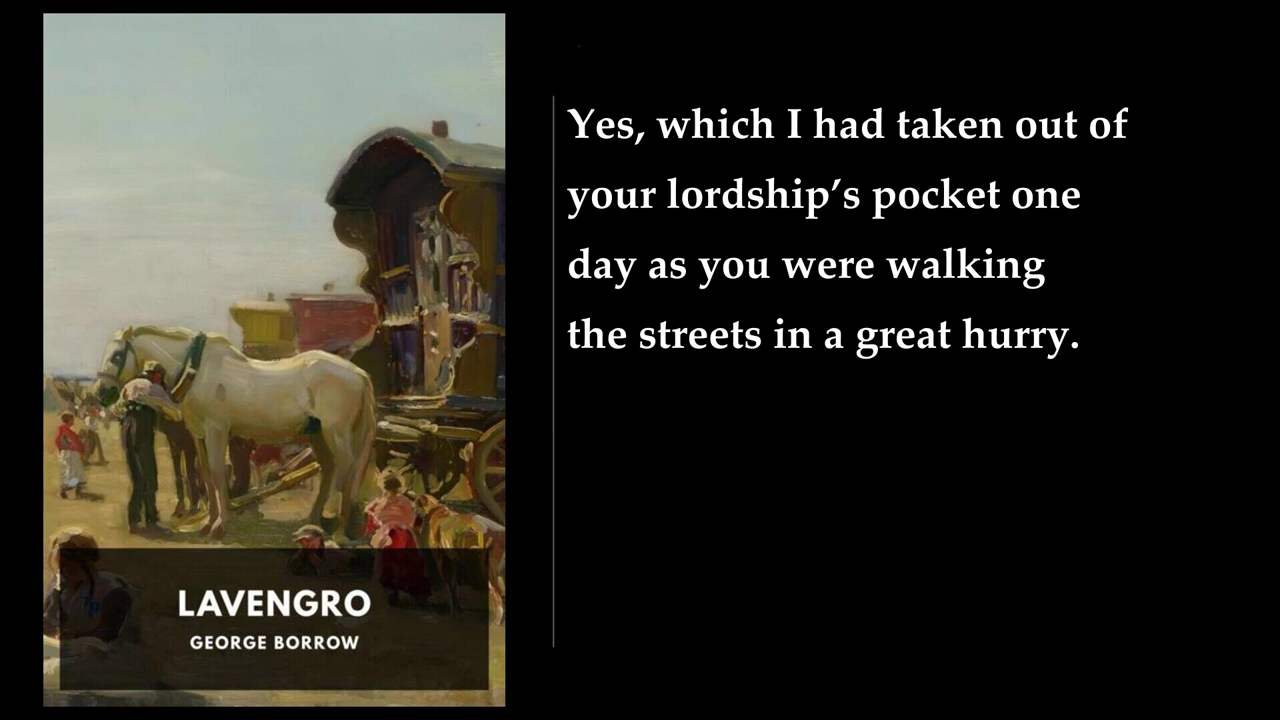 Yes, which I had taken out of
your lordship’s pocket one
day as you were walking
the streets in a great hurry.
LAVENGRO
GEORGE BORROW